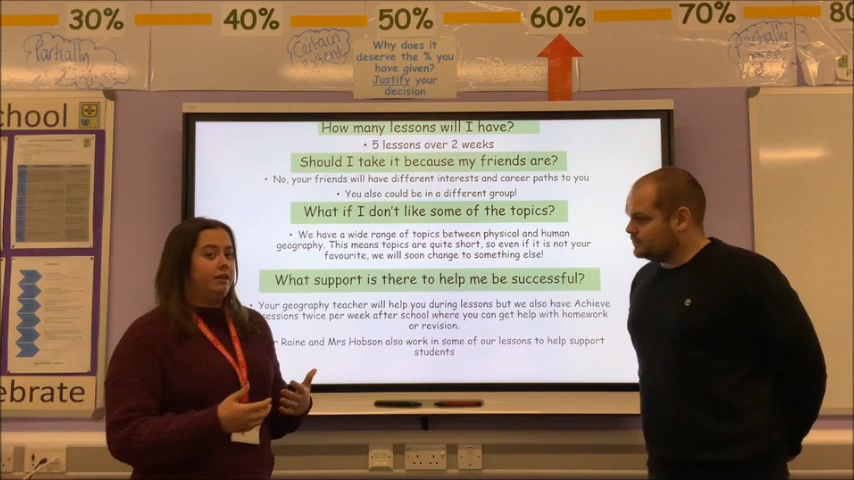 30% 40% 50% 60% 70% 80
Partially
Certain
Extent
Partially
Why does it
deserve the % you
have given?
Justify your
decision
chool
ebrate
How many lessons will I have?
• 5 lessons over 2 weeks
Should I take it because my friends are?
• No, your friends will have different interests and career paths to you
• You also could be in a different group!
What if I don't like some of the topics?
• We have a wide range of topics between physical and human
geography. This means topics are quite short, so even if it is not your
favourite, we will soon change to something else!
What support is there to help me be successful?
• Your geography teacher will help you during lessons but we also have Achieve
essions twice per week after school where you can get help with homework
or revision.
r Raine and Mrs Hobson also work in some of our lessons to help support
students